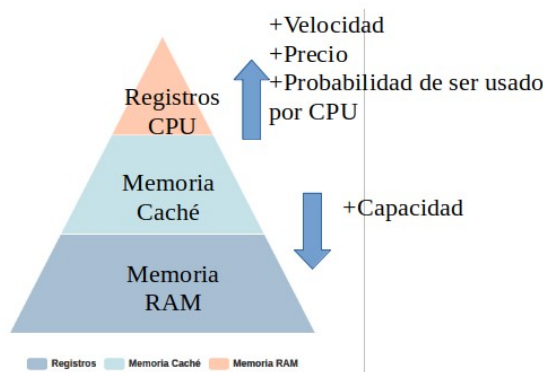 +Velocidad
+Precio
+Probabilidad de ser usado
por CPU
Registros
CPU
Memoria
Caché
+Capacidad
Memoria
RAM
Registros Memoria Caché Memoria RAM